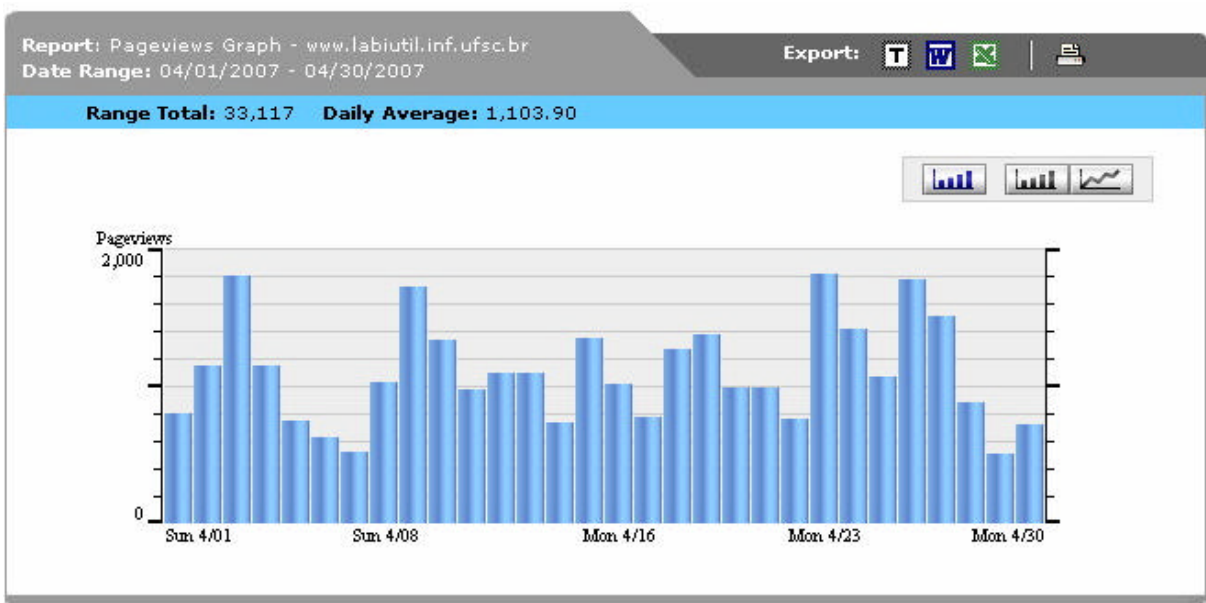 Report: Pageviews Graph - www.labiutil.inf.ufsc.br
Date Range: 04/01/2007 - 04/30/2007
Export: T W X
Range Total: 33,117 Daily Average: 1,103.90
Pageviews
2,000
0
Sun 4/01 Sun 4/08 Mon 4/16 Mon 4/23 Mon 4/30